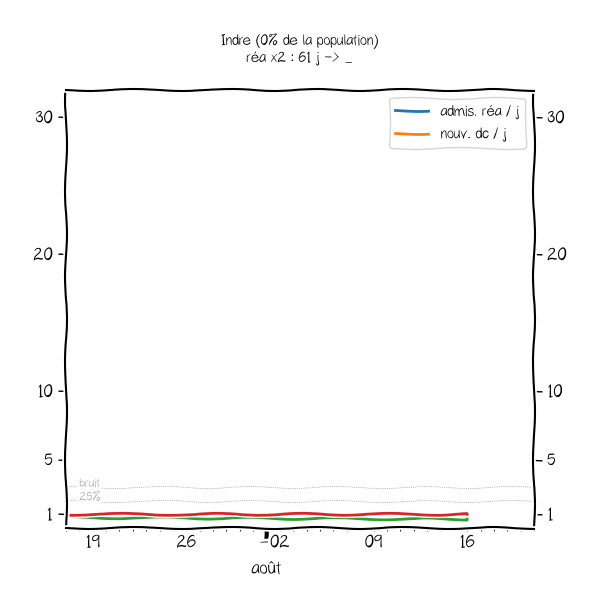 Indre (0% de la population)
réa x2 : 61 j -> _
admis. réa / j
nouv. dc / j
30
30
20
20
10
10
5
5
bruit
25%
1
1
19
26
02
09
16
août